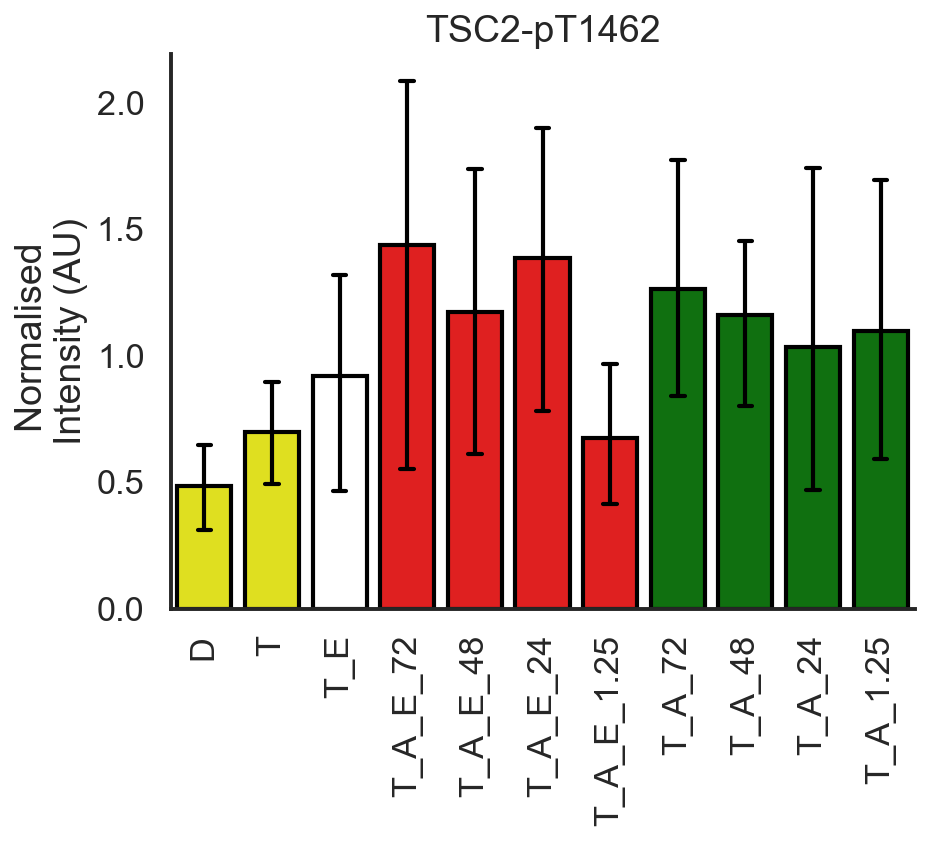 TSC2-pT1462
Normalised
Intensity (AU)
2.0
1.5
1.0
0.5
0.0
D
T
T_E
T_A_E_72
T_A_E_48
T_A_E_24
T_A_E_1.25
T_A_72
T_A_48
T_A_24
T_A_1.25